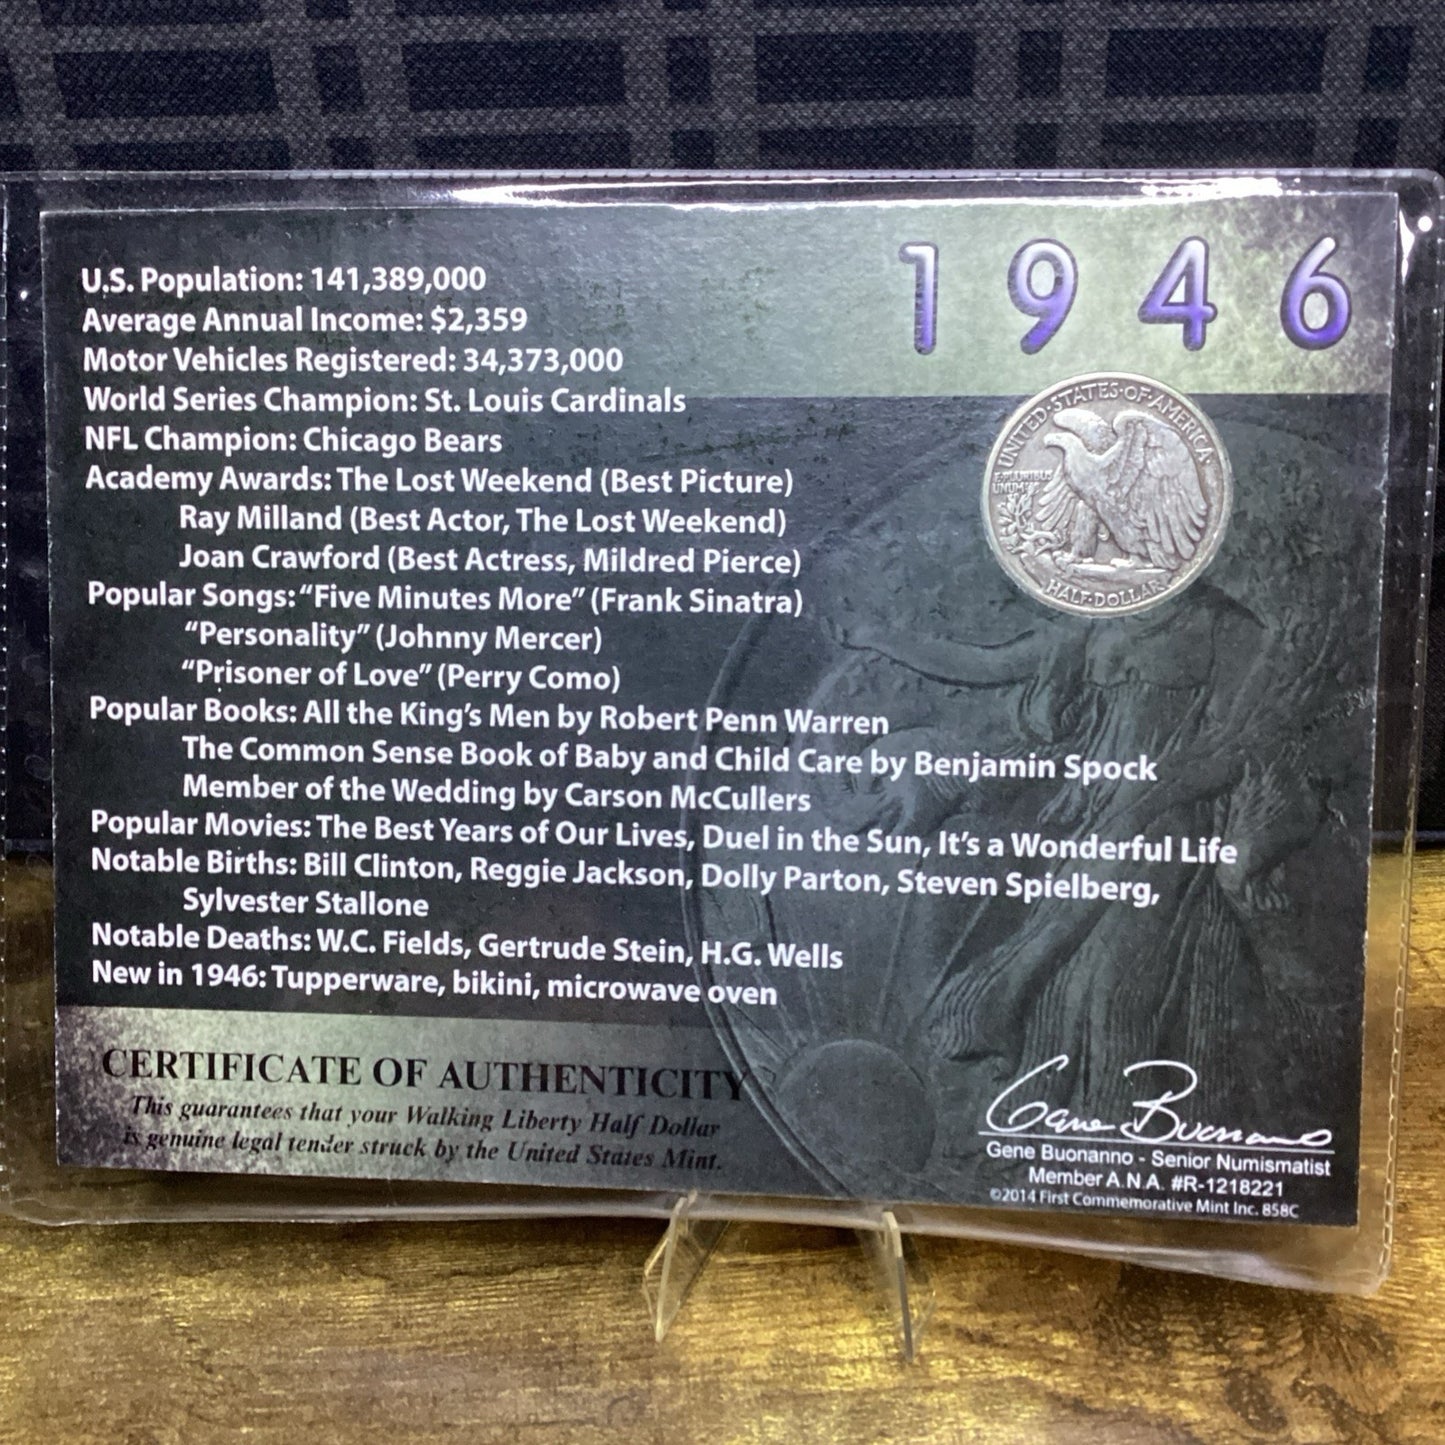 1946
U.S. Population: 141,389,000
Average Annual Income: $2,359
Motor Vehicles Registered: 34,373,000
World Series Champion: St. Louis Cardinals
NFL Champion: Chicago Bears
Academy Awards: The Lost Weekend (Best Picture)
Ray Milland (Best Actor, The Lost Weekend)
Joan Crawford (Best Actress, Mildred Pierce)
Popular Songs: “Five Minutes More” (Frank Sinatra)
“Personality” (Johnny Mercer)
“Prisoner of Love” (Perry Como)
Popular Books: All the King’s Men by Robert Penn Warren
The Common Sense Book of Baby and Child Care by Benjamin Spock
Member of the Wedding by Carson McCullers
Popular Movies: The Best Years of Our Lives, Duel in the Sun, It’s a Wonderful Life
Notable Births: Bill Clinton, Reggie Jackson, Dolly Parton, Steven Spielberg,
Sylvester Stallone
Notable Deaths: W.C. Fields, Gertrude Stein, H.G. Wells
New in 1946: Tupperware, bikini, microwave oven
UNITED·STATES·OF·AMERICA
E·PLURIBUS
UNUM
HALF·DOLLAR
CERTIFICATE OF AUTHENTICITY
This guarantees that your Walking Liberty Half Dollar
is genuine legal tender struck by the United States Mint.
Gene Buonanno
Gene Buonanno - Senior Numismatist
Member A.N.A. #R-1218221
©2014 First Commemorative Mint Inc. 858C